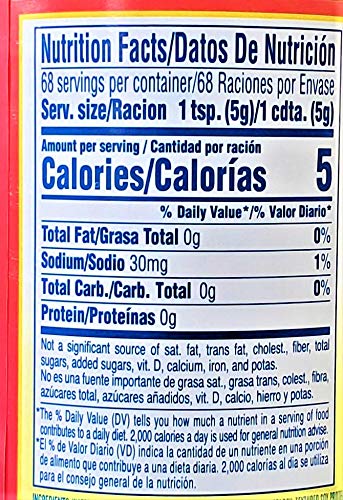 Nutrition Facts/Datos De Nutrición
68 servings per container/68 Raciones por Envase
Serv. size/Racion 1 tsp. (5g)/1 cdta. (5g)
Amount per serving / Cantidad por ración
Calories/Calorías 5
% Daily Value*/% Valor Diario*
Total Fat/Grasa Total 0g 0%
Sodium/Sodio 30mg 1%
Total Carb./Carb. Total 0g 0%
Protein/Proteínas 0g
Not a significant source of sat. fat, trans fat, cholest., fiber, total
sugars, sugars added, vit. D, calcium, iron, and potas.
No es una fuente importante de grasa sat., grasa trans, colest., fibra,
azúcares total, azúcares añadidos, vit. D, calcio, hierro y potas.
*The % Daily Value (DV) tells you how much a nutrient in a serving of food
contributes to a daily diet. 2,000 calories a day is used for general nutrition advise.
*El % de Valor Diario (VD) indica la cantidad de un nutriente en una porción
de alimento que contribuye a una dieta diaria. 2,000 calorías al día se utiliza
para el consejo general de la nutrición.